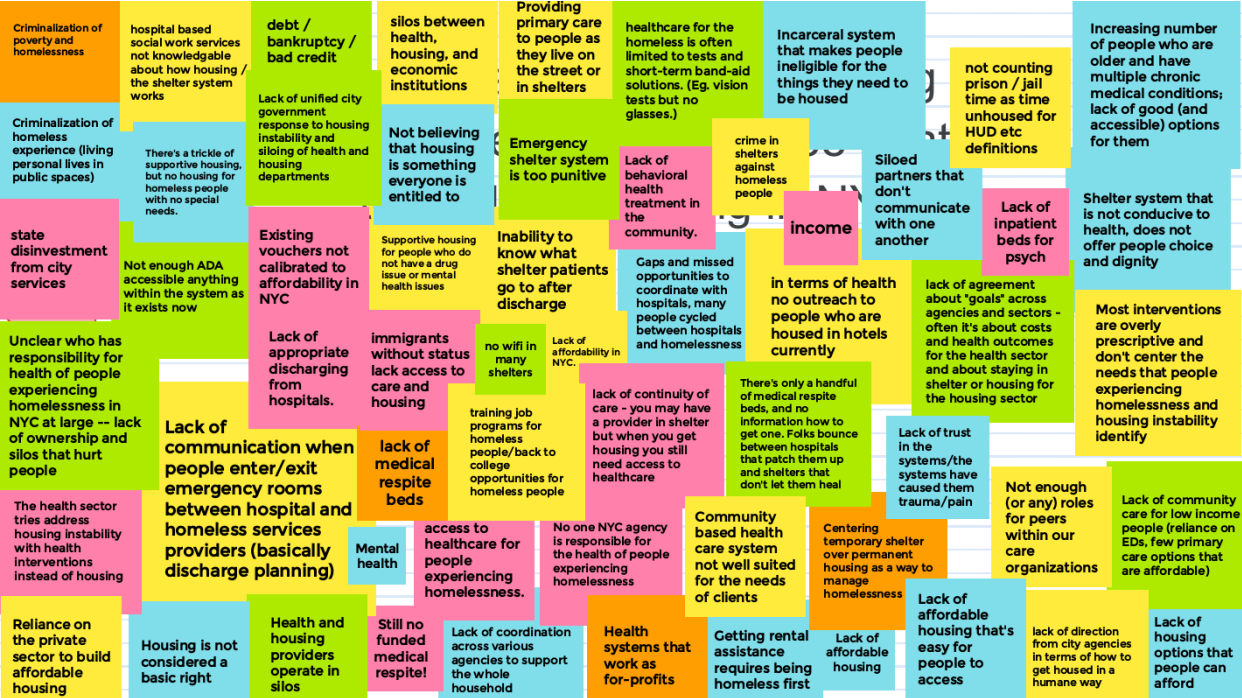 Criminalization of
poverty and
homelessness
hospital based
social work services
not knowledgable
about how housing /
the shelter system
works
debt /
bankruptcy /
bad credit
silos between
health,
housing, and
economic
institutions
Providing
primary care
to people as
they live on
the street or
in shelters
healthcare for the
homeless is often
limited to tests and
short-term band-aid
solutions. (Eg. vision
tests but no
glasses.)
Incarceral system
that makes people
ineligible for the
things they need to
be housed
not counting
prison / jail
time as time
unhoused for
HUD etc
definitions
Increasing number
of people who are
older and have
multiple chronic
medical conditions;
lack of good (and
accessible) options
for them
Criminalization of
homeless
experience (living
personal lives in
public spaces)
There's a trickle of
supportive housing,
but no housing for
homeless people
with no special
needs.
Lack of unified city
government
response to housing
instability and
siloing of health and
housing
departments
Not believing
that housing
is something
everyone is
entitled to
Emergency
shelter system
is too punitive
Lack of
behavioral
health
treatment in
the
community.
crime in
shelters
against
homeless
people
income
Siloed
partners that
don't
communicate
with one
another
Lack of
inpatient
beds for
psych
Shelter system that
is not conducive to
health, does not
offer people choice
and dignity
state
disinvestment
from city
services
Not enough ADA
accessible anything
within the system as
it exists now
Existing
vouchers not
calibrated to
affordability in
NYC
Supportive housing
for people who do
not have a drug
issue or mental
health issues
Inability to
know what
shelter patients
go to after
discharge
Gaps and missed
opportunities to
coordinate with
hospitals, many
people cycled
between hospitals
and homelessness
in terms of health
no outreach to
people who are
housed in hotels
currently
lack of agreement
about "goals" across
agencies and sectors -
often it's about costs
and health outcomes
for the health sector
and about staying in
shelter or housing for
the housing sector
Most interventions
are overly
prescriptive and
don't center the
needs that people
experiencing
homelessness and
housing instability
identify
Unclear who has
responsibility for
health of people
experiencing
homelessness in
NYC at large -- lack
of ownership and
silos that hurt
people
Lack of
appropriate
discharging
from
hospitals.
immigrants
without status
lack access to
care and
housing
no wifi in
many
shelters
Lack of
affordability in
NYC.
Lack of
communication when
people enter/exit
emergency rooms
between hospital and
homeless services
providers (basically
discharge planning)
lack of
medical
respite
beds
training job
programs for
homeless
people/back to
college
opportunities for
homeless people
lack of continuity of
care - you may have
a provider in shelter
but when you get
housing you still
need access to
healthcare
There's only a handful
of medical respite
beds, and no
information how to
get one. Folks bounce
between hospitals
that patch them up
and shelters that
don't let them heal
Lack of trust
in the
systems/the
systems have
caused them
trauma/pain
Not enough
(or any) roles
for peers
within our
care
organizations
Lack of community
care for low income
people (reliance on
EDs, few primary
care options that
are affordable)
The health sector
tries address
housing instability
with health
interventions
instead of housing
Mental
health
access to
healthcare for
people
experiencing
homelessness.
No one NYC agency
is responsible for
the health of people
experiencing
homelessness
Community
based health
care system
not well suited
for the needs
of clients
Centering
temporary shelter
over permanent
housing as a way to
manage
homelessness
Reliance on
the private
sector to build
affordable
housing
Housing is not
considered a
basic right
Health and
housing
providers
operate in
silos
Still no
funded
medical
respite!
Lack of coordination
across various
agencies to support
the whole
household
Health
systems that
work as
for-profits
Getting rental
assistance
requires being
homeless first
Lack of
affordable
housing
Lack of
affordable
housing that's
easy for
people to
access
lack of direction
from city agencies
in terms of how to
get housed in a
humane way
Lack of
housing
options that
people can
afford